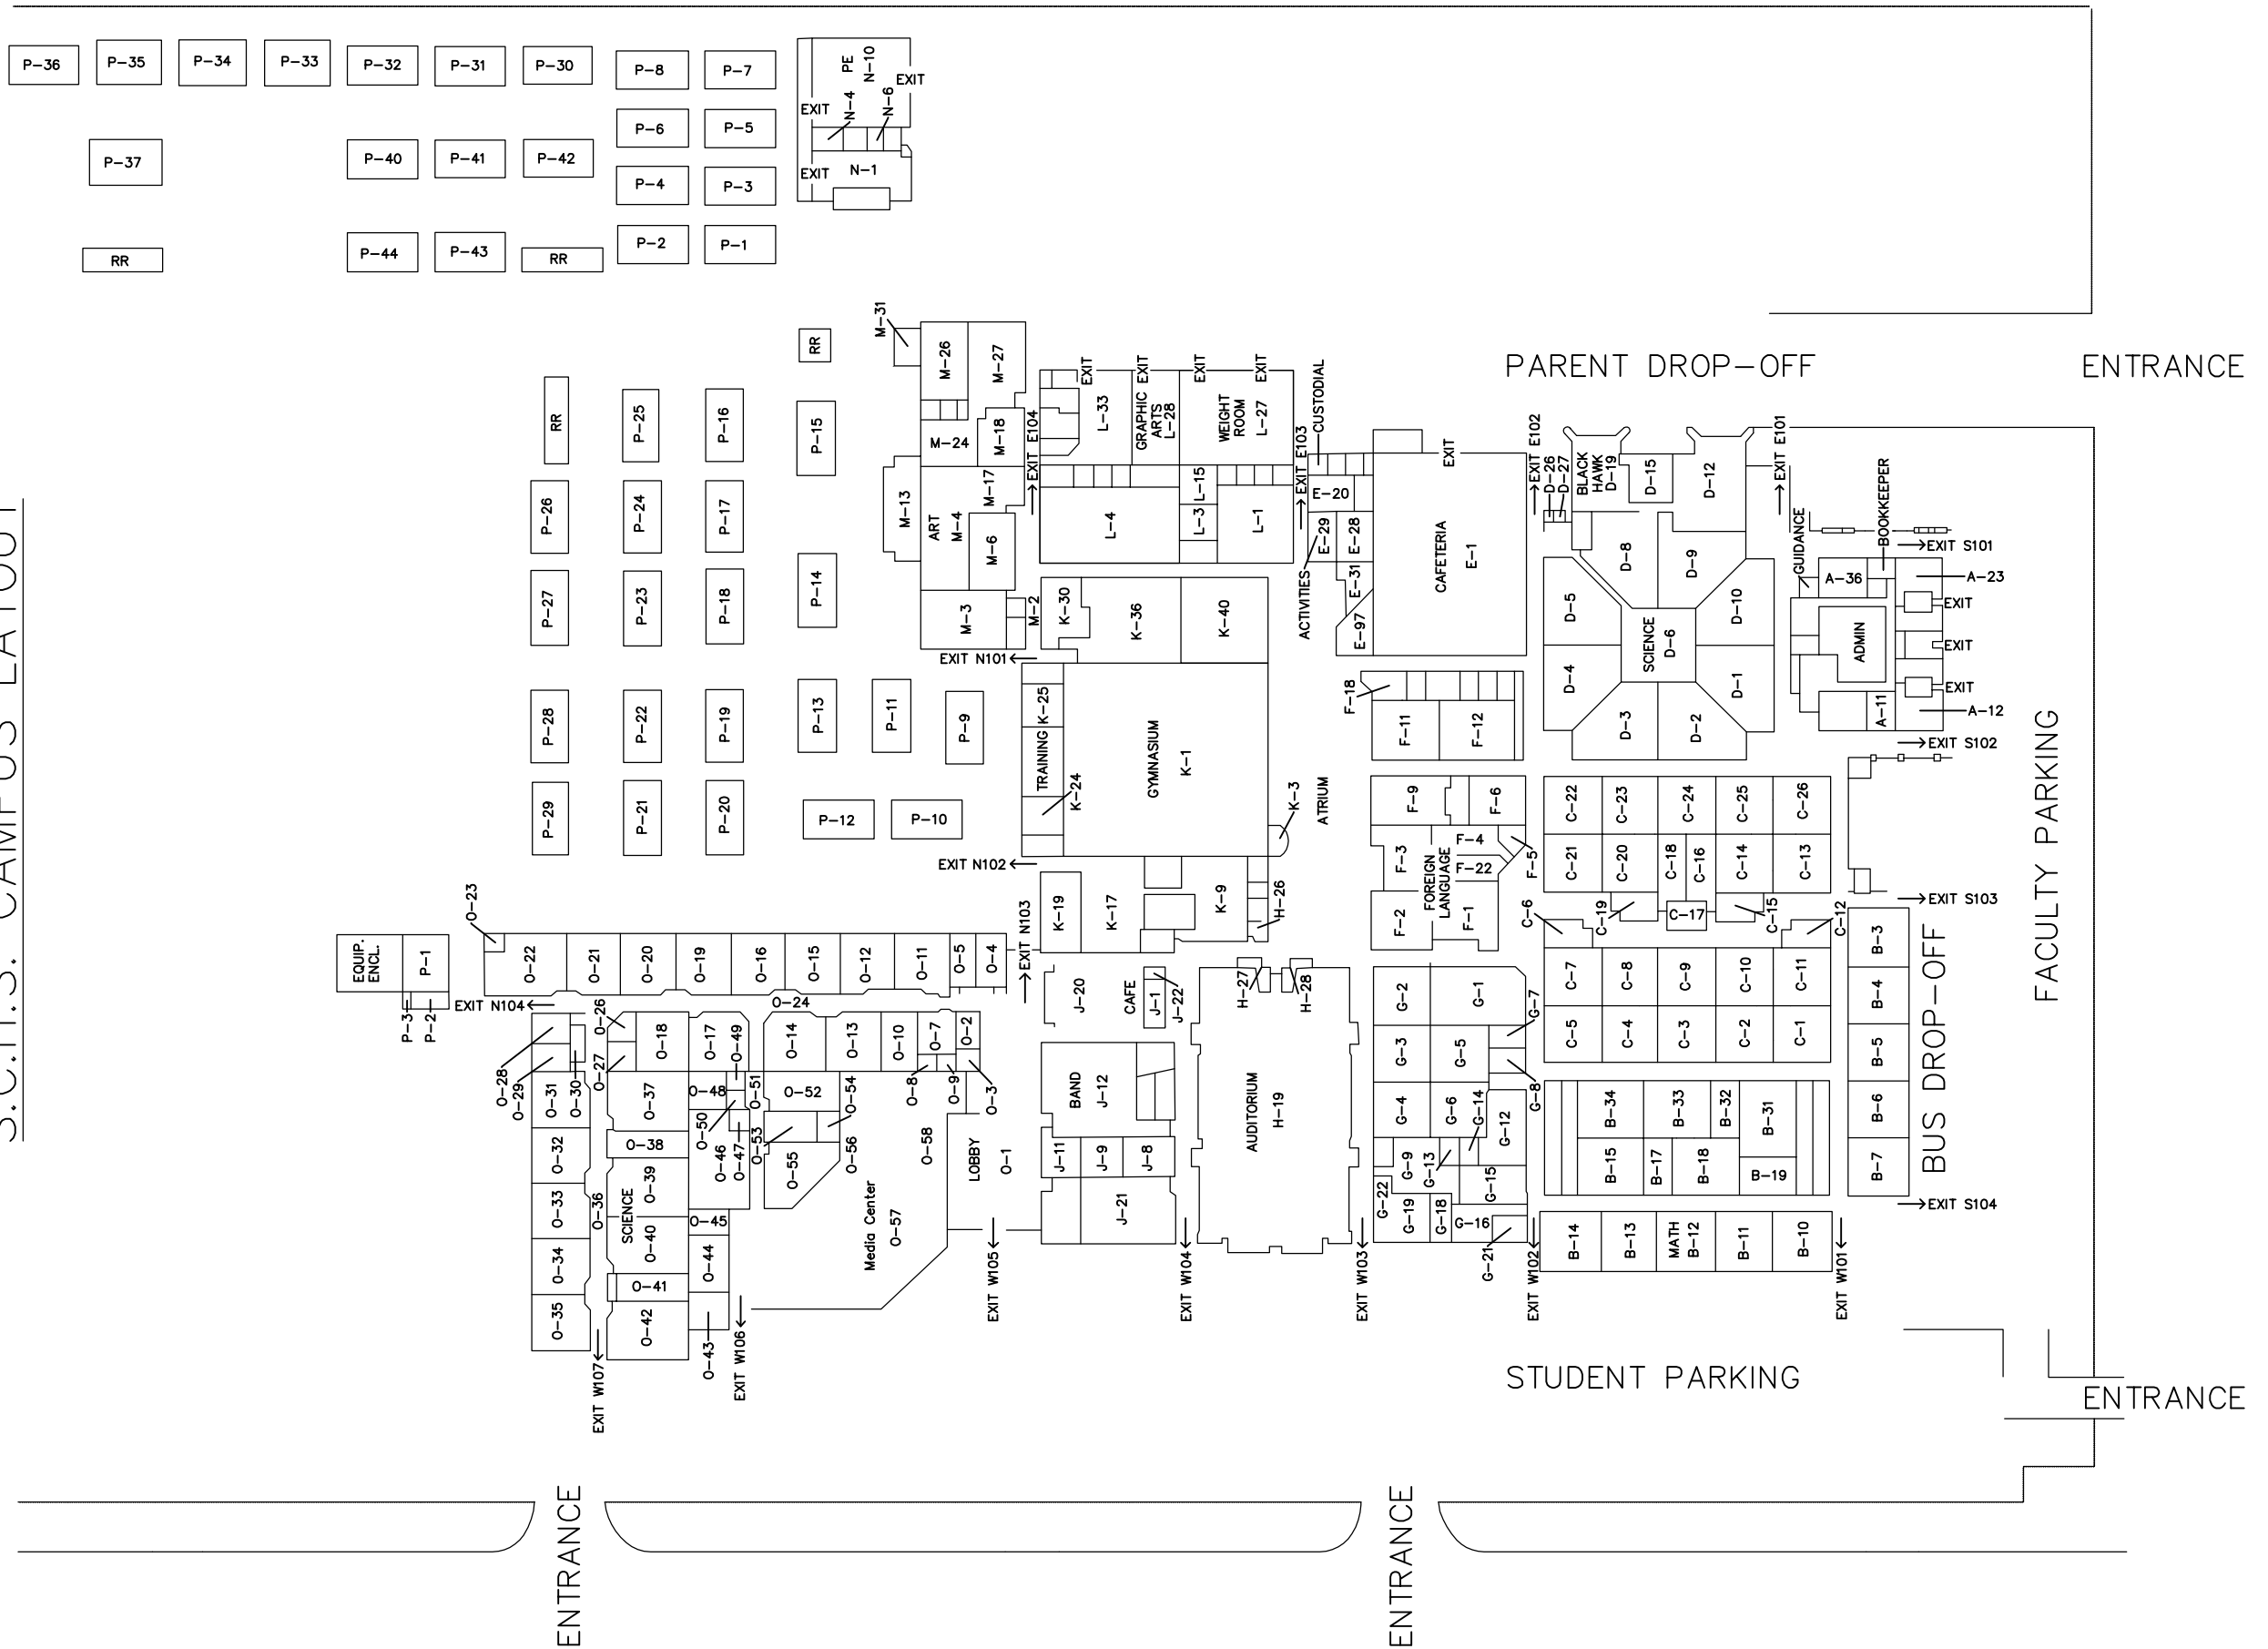 P-36
P-35
P-34
P-33
P-32
P-31
P-30
P-8
P-7
PE
N-10
EXIT
EXIT
N-4
N-6
P-6
P-5
P-37
P-40
P-41
P-42
P-4
P-3
EXIT
N-1
RR
P-44
P-43
RR
P-2
P-1
M-31
RR
M-26
M-27
EXIT
EXIT
EXIT
EXIT
CUSTODIAL
PARENT DROP-OFF
ENTRANCE
RR
P-25
P-16
P-15
M-24
M-18
EXIT E104
L-33
GRAPHIC
ARTS
L-28
WEIGHT
ROOM
L-27
EXIT E103
EXIT
EXIT E102
D-26
D-27
BLACK
HAWK
D-19
D-15
D-12
EXIT E101
BOOKKEEPER
GUIDANCE
P-26
P-24
P-17
M-13
ART
M-4
M-17
M-6
L-4
L-15
L-3
L-1
E-20
E-29
E-28
ACTIVITIES
E-31
E-97
CAFETERIA
E-1
D-8
D-9
EXIT S101
P-27
P-23
P-18
P-14
M-3
M-2
K-30
K-36
K-40
D-5
D-10
SCIENCE
D-6
A-36
A-23
EXIT
ADMIN
EXIT
EXIT N101
P-28
P-22
P-19
P-13
P-11
P-9
K-25
TRAINING
K-24
GYMNASIUM
K-1
K-3
ATRIUM
F-18
F-11
F-12
D-4
D-3
D-2
D-1
EXIT
A-11
A-12
EXIT S102
FACULTY PARKING
S.C.H.S. CAMPUS LAYOUT
P-29
P-21
P-20
P-12
P-10
F-9
F-6
C-22
C-23
C-24
C-25
C-26
EXIT N102
F-3
F-4
F-22
F-5
FOREIGN
LANGUAGE
F-2
F-1
C-21
C-20
C-18
C-16
C-14
C-13
O-23
K-19
K-17
K-9
H-26
C-6
C-19
C-17
C-15
C-12
EXIT S103
EQUIP.
ENCL.
P-1
P-3
P-2
O-22
O-21
O-20
O-19
O-16
O-15
O-12
O-11
O-5
O-4
EXIT N103
EXIT N104
O-24
J-20
CAFE
J-1
J-22
H-27
H-28
G-2
G-1
G-7
C-7
C-8
C-9
C-10
C-11
B-3
B-4
BUS DROP-OFF
O-26
O-18
O-17
O-49
O-14
O-13
O-10
O-7
O-2
G-3
G-5
G-8
C-5
C-4
C-3
C-2
C-1
B-5
O-28
O-29
O-30
O-27
O-31
O-37
O-48
O-51
O-52
O-54
O-8
O-9
O-3
BAND
J-12
AUDITORIUM
H-19
G-4
G-6
G-14
G-12
B-34
B-33
B-32
B-31
B-6
O-32
O-38
O-50
O-47
O-46
O-53
O-56
O-55
O-58
LOBBY
O-1
J-11
J-9
J-8
G-9
G-13
G-15
B-15
B-17
B-18
B-19
B-7
O-33
O-36
SCIENCE
O-39
O-40
O-45
Media Center
O-57
J-21
G-22
G-19
G-18
G-16
G-21
EXIT S104
O-34
O-41
O-44
B-14
B-13
MATH
B-12
B-11
B-10
O-35
O-42
O-43
EXIT W107
EXIT W106
EXIT W105
EXIT W104
EXIT W103
EXIT W102
EXIT W101
STUDENT PARKING
ENTRANCE
ENTRANCE
ENTRANCE